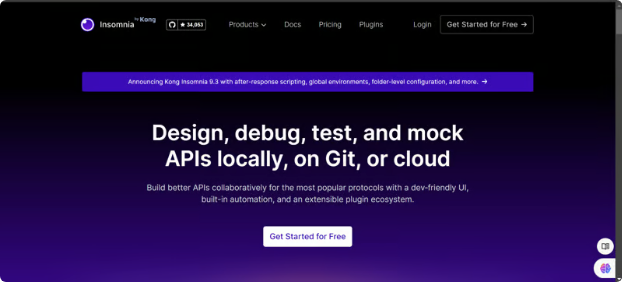 Insomnia by Kong ★ 34,063 Products Docs Pricing Plugins Login Get Started for Free →
Announcing Kong Insomnia 9.3 with after-response scripting, global environments, folder-level configuration, and more. →
Design, debug, test, and mock
APIs locally, on Git, or cloud
Build better APIs collaboratively for the most popular protocols with a dev-friendly UI,
built-in automation, and an extensible plugin ecosystem.
Get Started for Free